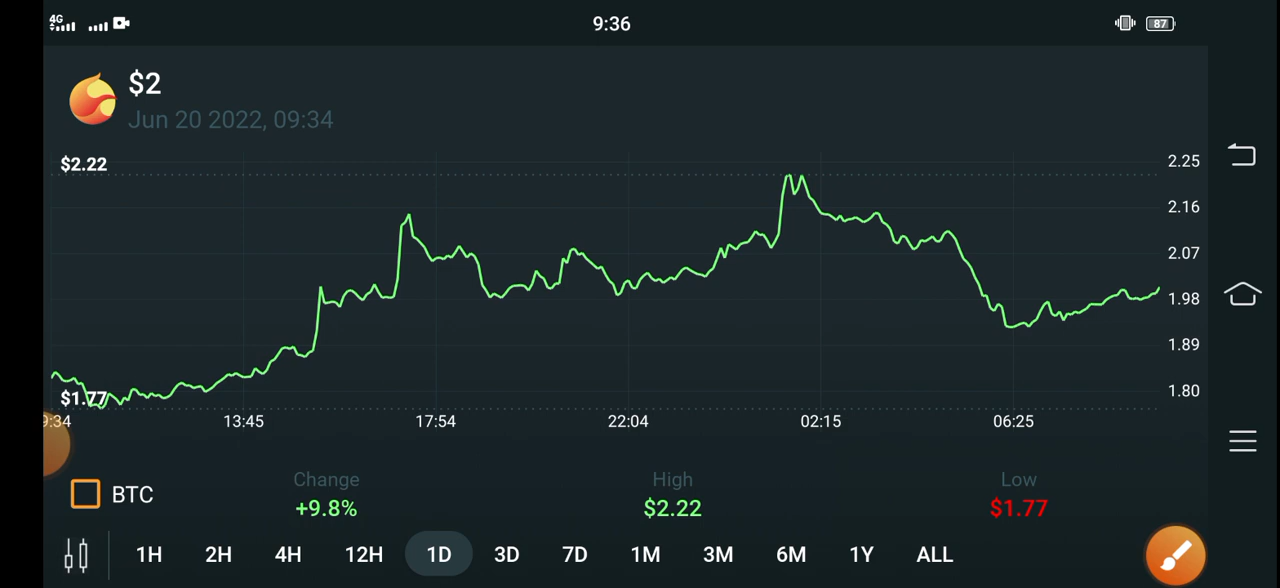 4G
9:36
87
$2
Jun 20 2022, 09:34
$2.22
2.25
2.16
2.07
1.98
1.89
1.80
$1.77
9:34 13:45 17:54 22:04 02:15 06:25
BTC
Change High Low
+9.8% $2.22 $1.77
1H 2H 4H 12H 1D 3D 7D 1M 3M 6M 1Y ALL